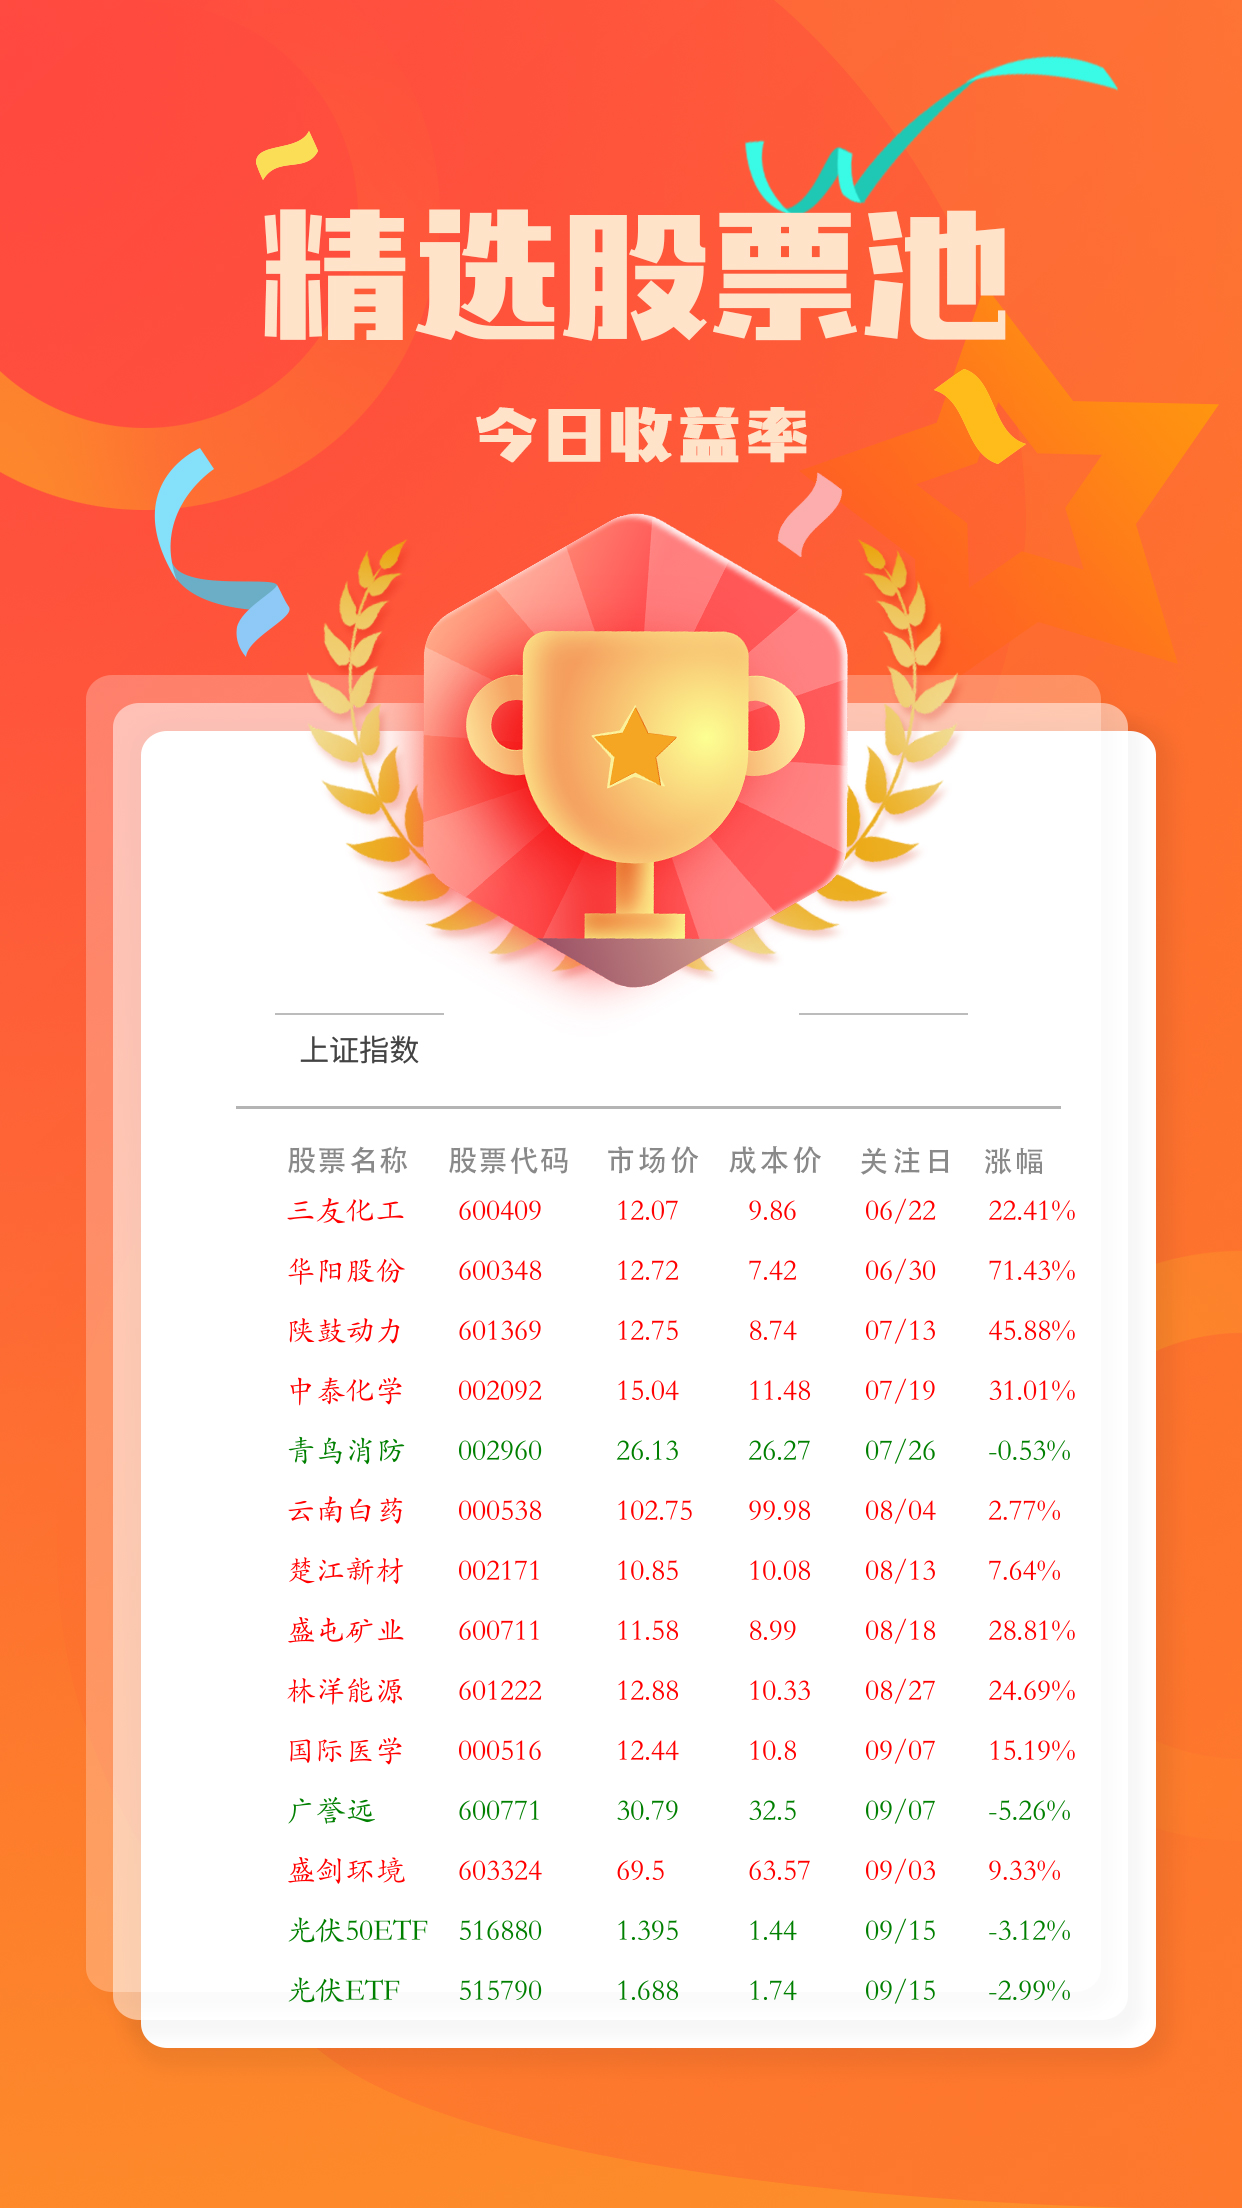 精选股票池
今日收益率
上证指数
股票名称 股票代码 市场价 成本价 关注日 涨幅
三友化工 600409 12.07 9.86 06/22 22.41%
华阳股份 600348 12.72 7.42 06/30 71.43%
陕鼓动力 601369 12.75 8.74 07/13 45.88%
中泰化学 002092 15.04 11.48 07/19 31.01%
青鸟消防 002960 26.13 26.27 07/26 -0.53%
云南白药 000538 102.75 99.98 08/04 2.77%
楚江新材 002171 10.85 10.08 08/13 7.64%
盛屯矿业 600711 11.58 8.99 08/18 28.81%
林洋能源 601222 12.88 10.33 08/27 24.69%
国际医学 000516 12.44 10.8 09/07 15.19%
广誉远 600771 30.79 32.5 09/07 -5.26%
盛剑环境 603324 69.5 63.57 09/03 9.33%
光伏50ETF 516880 1.395 1.44 09/15 -3.12%
光伏ETF 515790 1.688 1.74 09/15 -2.99%